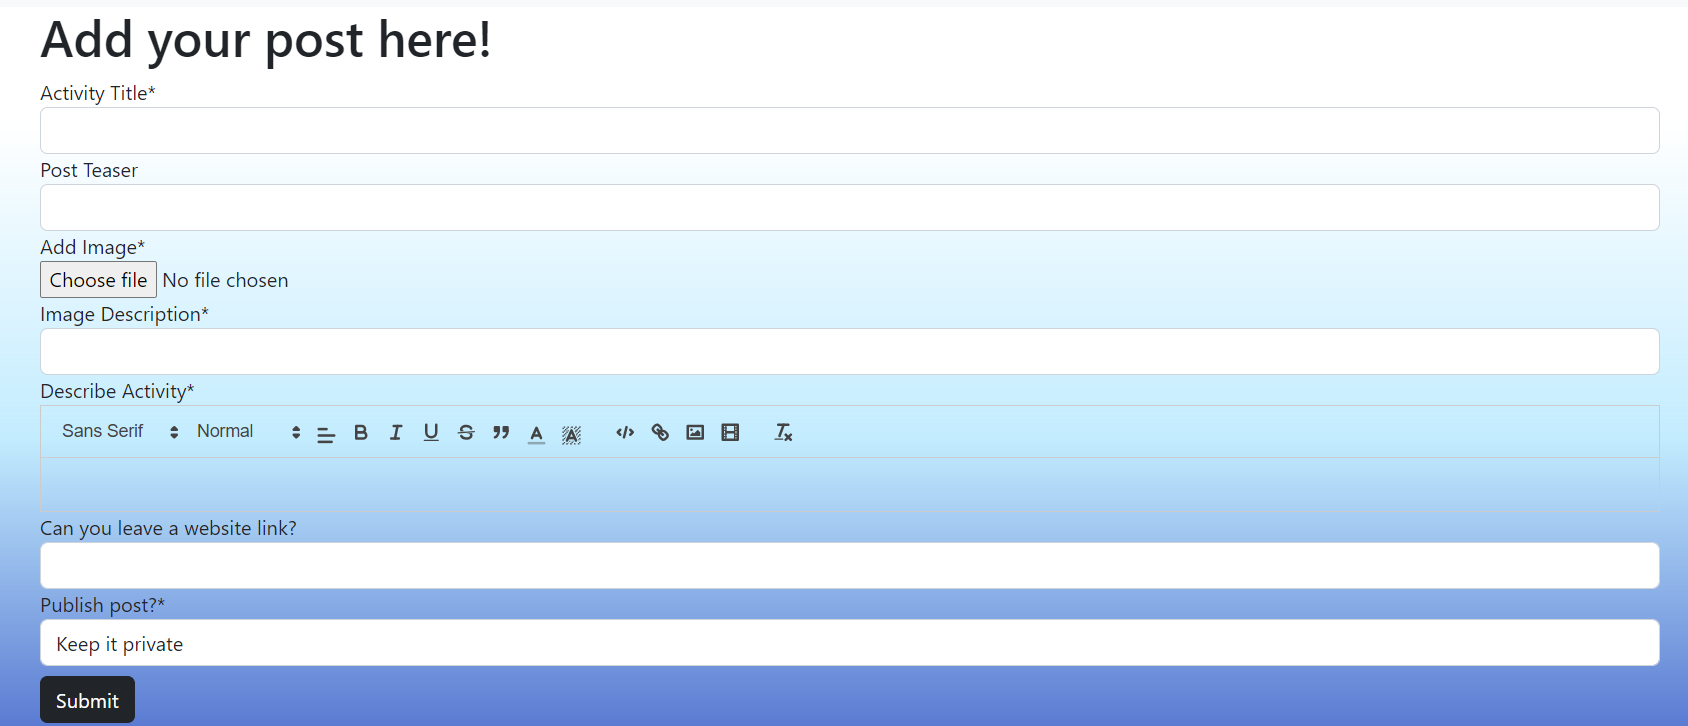 Add your post here!
Activity Title*
Post Teaser
Add Image*
Choose file No file chosen
Image Description*
Describe Activity*
Sans Serif Normal
Can you leave a website link?
Publish post?*
Keep it private
Submit